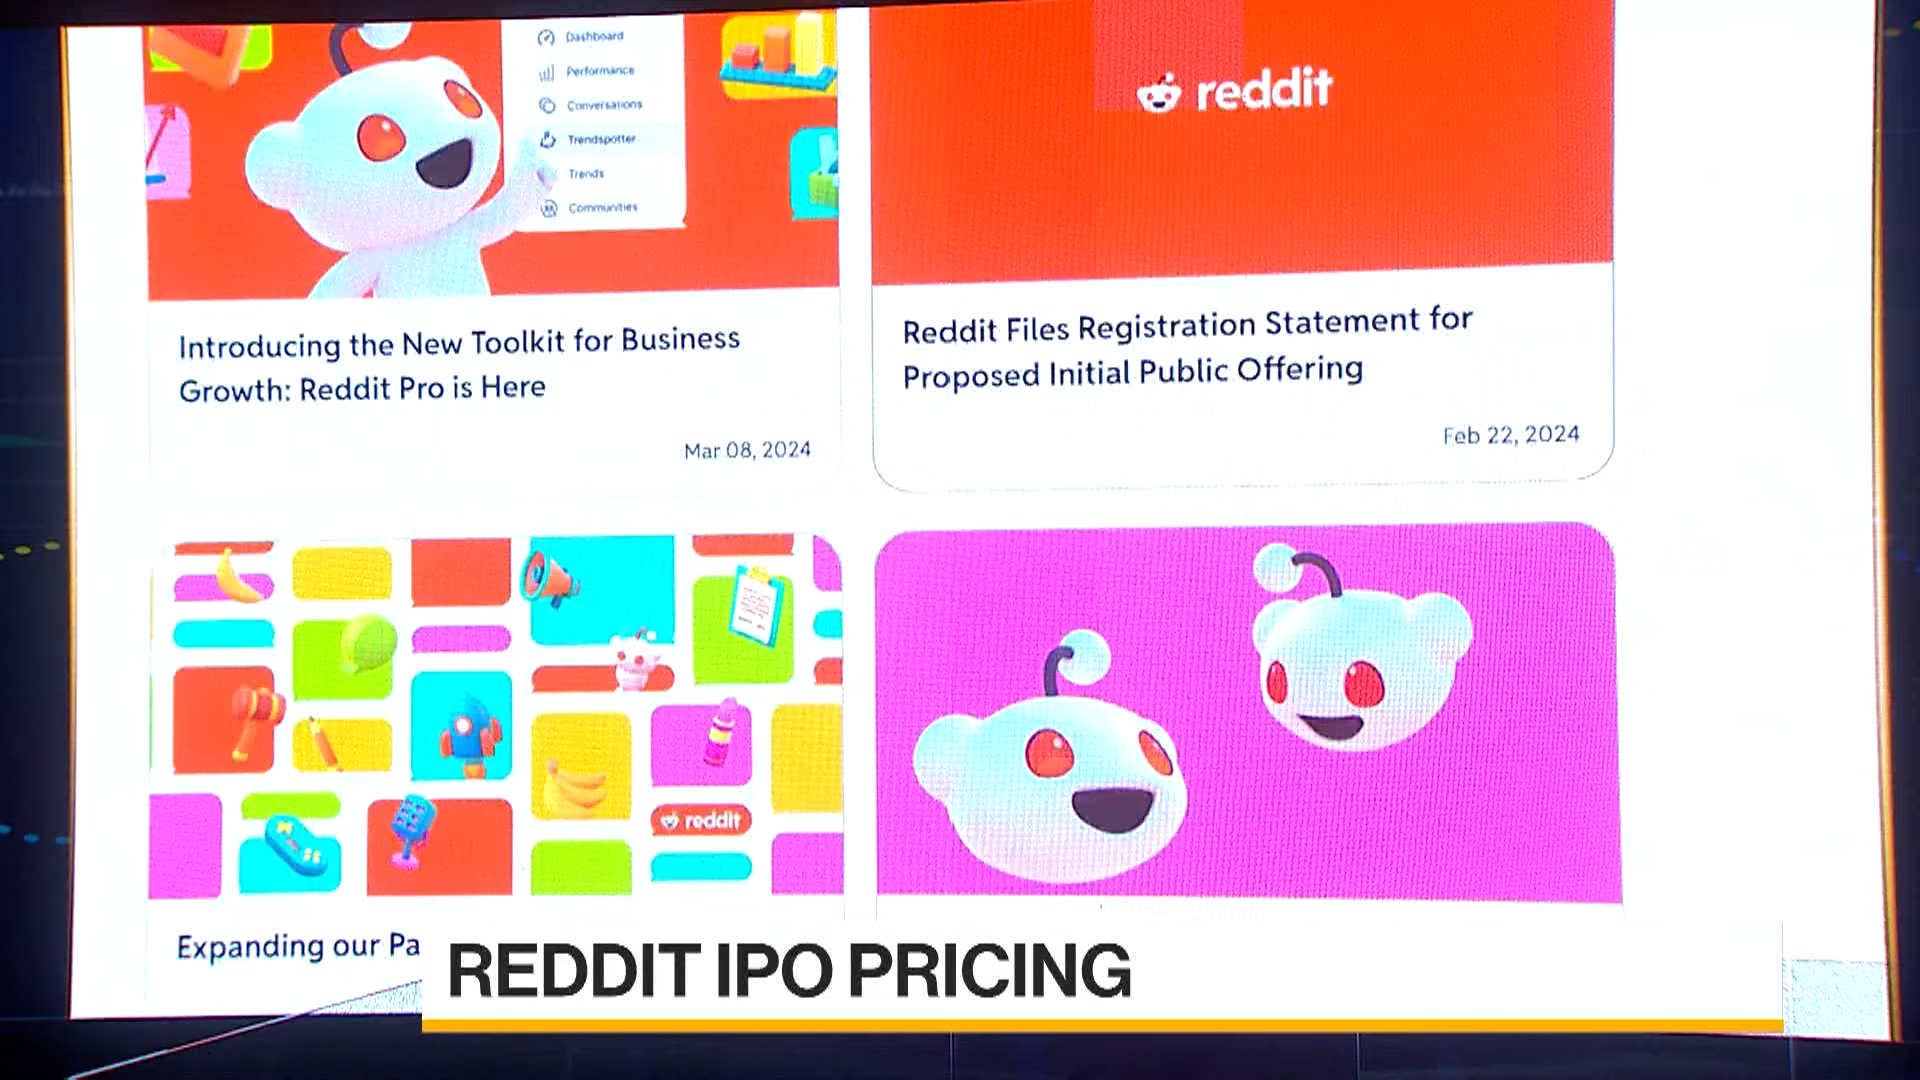 Dashboard
Performance
Conversations
Trendspotter
Trends
Communities
reddit
Introducing the New Toolkit for Business
Growth: Reddit Pro is Here
Mar 08, 2024
Reddit Files Registration Statement for
Proposed Initial Public Offering
Feb 22, 2024
reddit
Expanding our Pa
REDDIT IPO PRICING